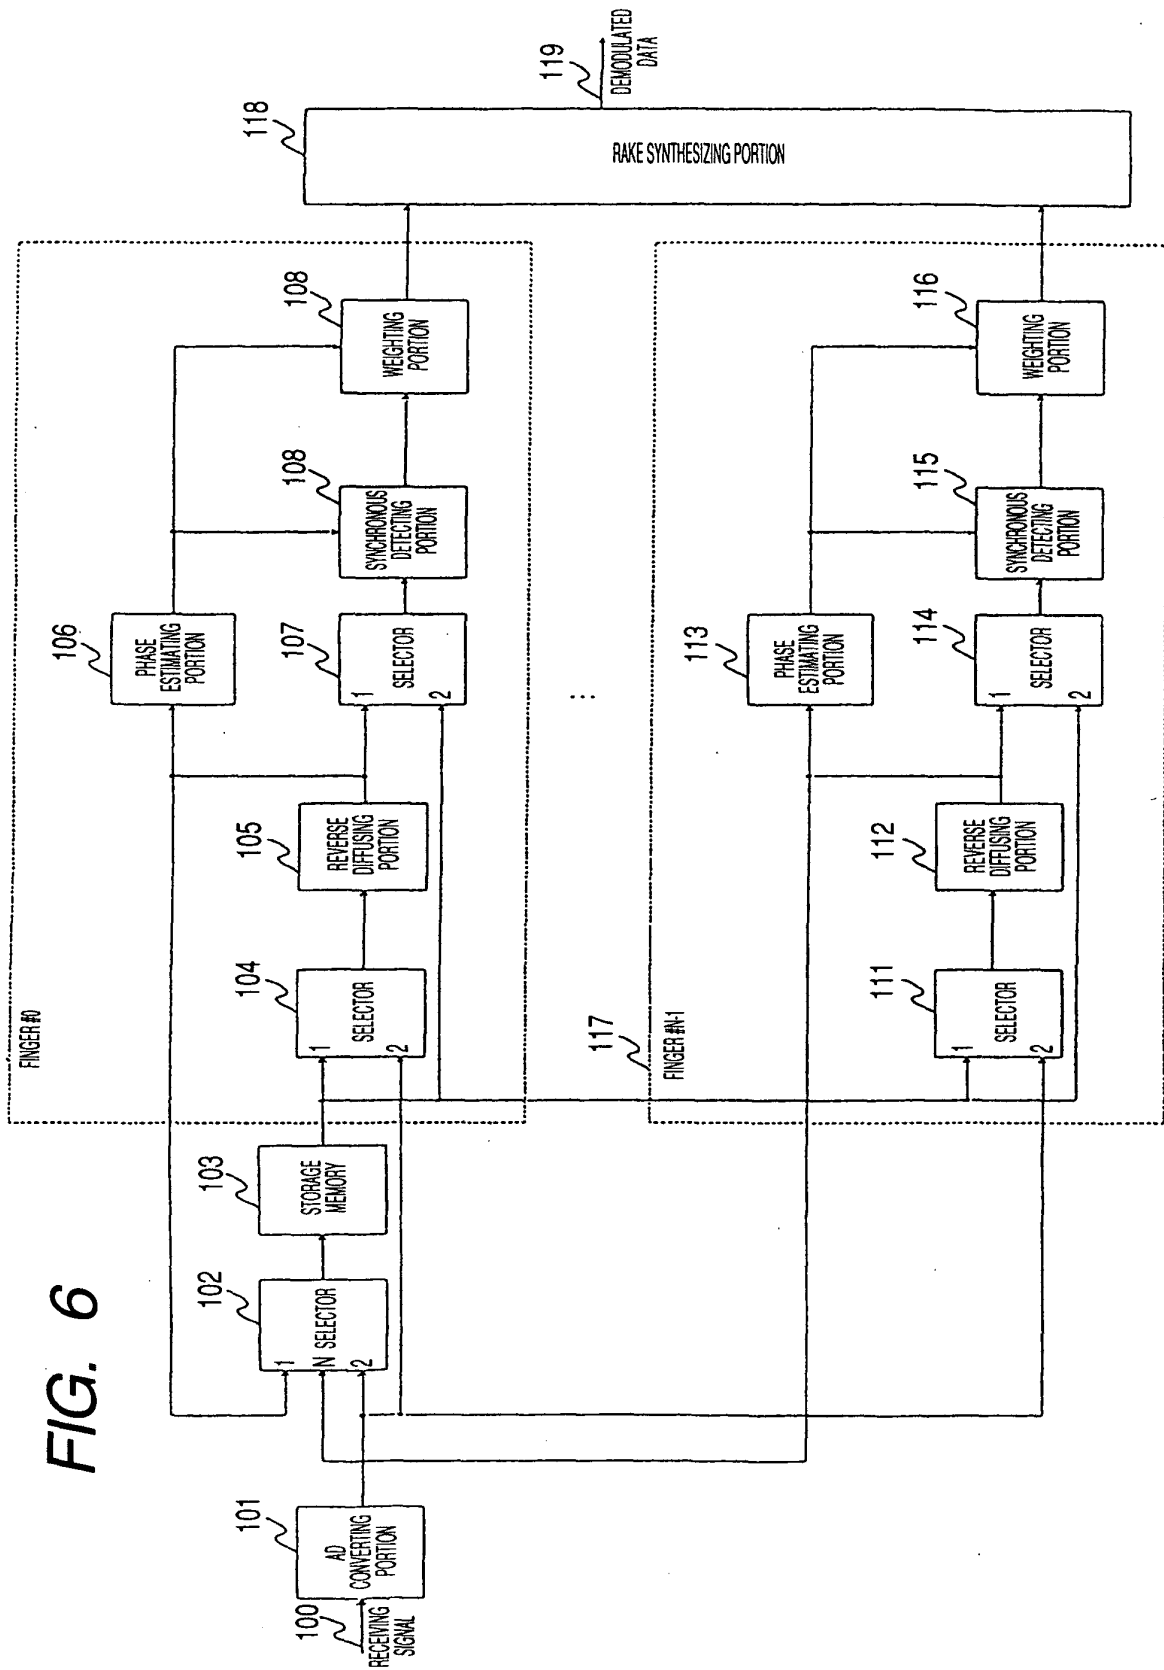 FIG. 6
100
RECEIVING
SIGNAL
101
AD
CONVERTING
PORTION
102
1
N SELECTOR
2
103
STORAGE
MEMORY
FINGER #0
104
1
SELECTOR
2
105
REVERSE
DIFFUSING
PORTION
106
PHASE
ESTIMATING
PORTION
107
1
SELECTOR
2
108
SYNCHRONOUS
DETECTING
PORTION
108
WEIGHTING
PORTION
...
117
FINGER #N-1
111
1
SELECTOR
2
112
REVERSE
DIFFUSING
PORTION
113
PHASE
ESTIMATING
PORTION
114
1
SELECTOR
2
115
SYNCHRONOUS
DETECTING
PORTION
116
WEIGHTING
PORTION
118
RAKE SYNTHESIZING PORTION
119
DEMODULATED
DATA